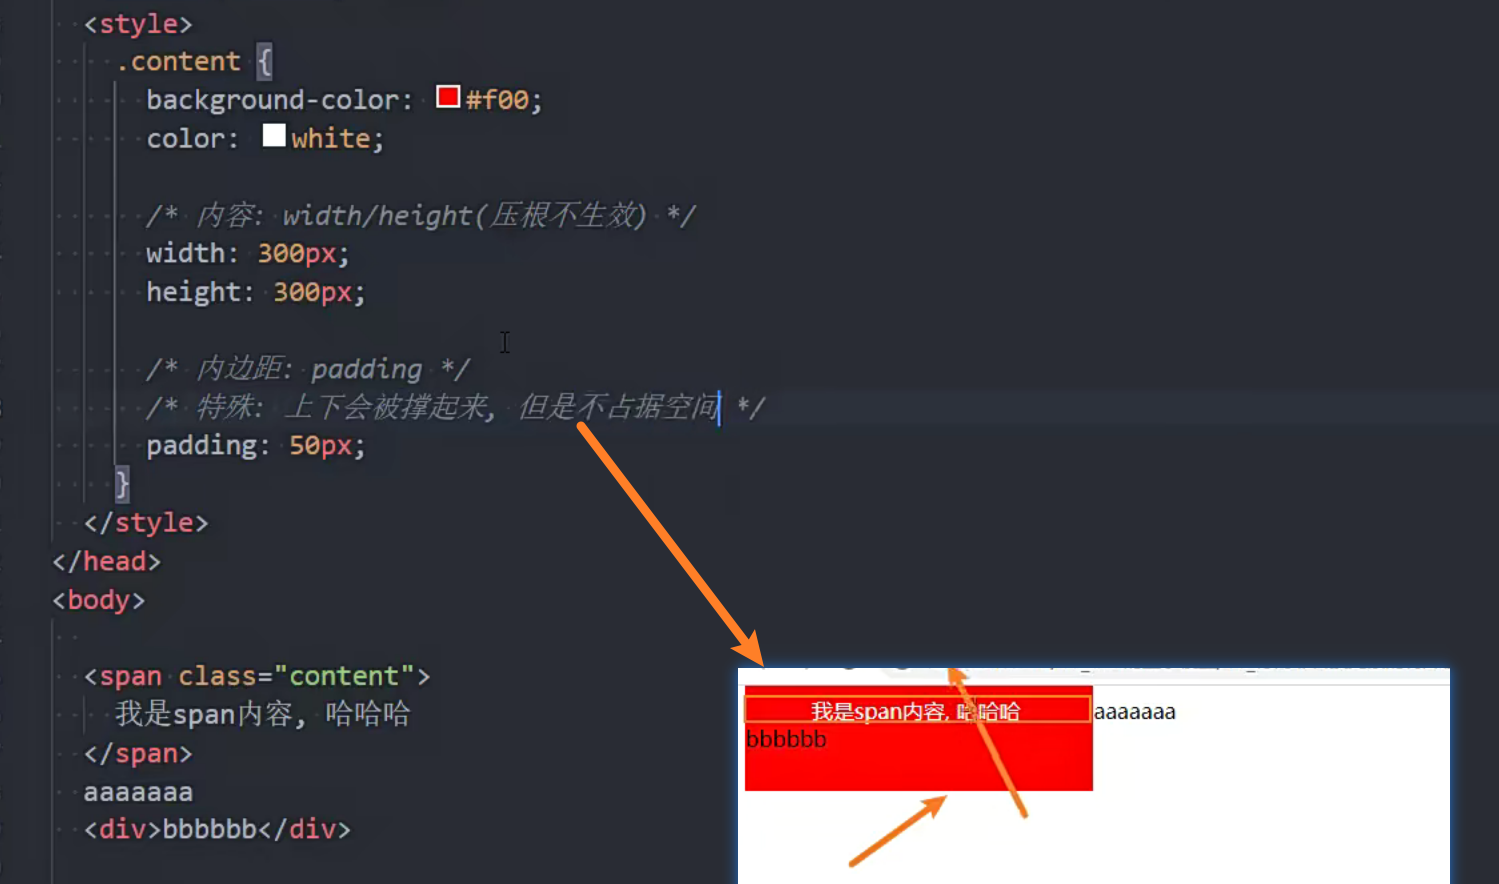 <style>
.content {
background-color: #f00;
color: white;
/* 内容: width/height(压根不生效) */
width: 300px;
height: 300px;
/* 内边距: padding */
/* 特殊: 上下会被撑起来, 但是不占据空间 */
padding: 50px;
}
</style>
</head>
<body>
<span class="content">
我是span内容, 哈哈哈
</span>
aaaaaaa
<div>bbbbbb</div>
我是span内容, 哈哈哈 aaaaaaa
bbbbbb